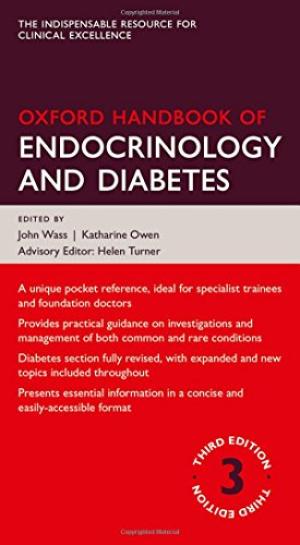 THE INDISPENSABLE RESOURCE FOR
CLINICAL EXCELLENCE
OXFORD HANDBOOK OF
ENDOCRINOLOGY
AND DIABETES
EDITED BY
John Wass | Katharine Owen
Advisory Editor: Helen Turner
A unique pocket reference, ideal for specialist trainees
and foundation doctors
Provides practical guidance on investigations and
management of both common and rare conditions
Diabetes section fully revised, with expanded and new
topics included throughout
Presents essential information in a concise and
easily-accessible format
THIRD EDITION
3
THIRD EDITION